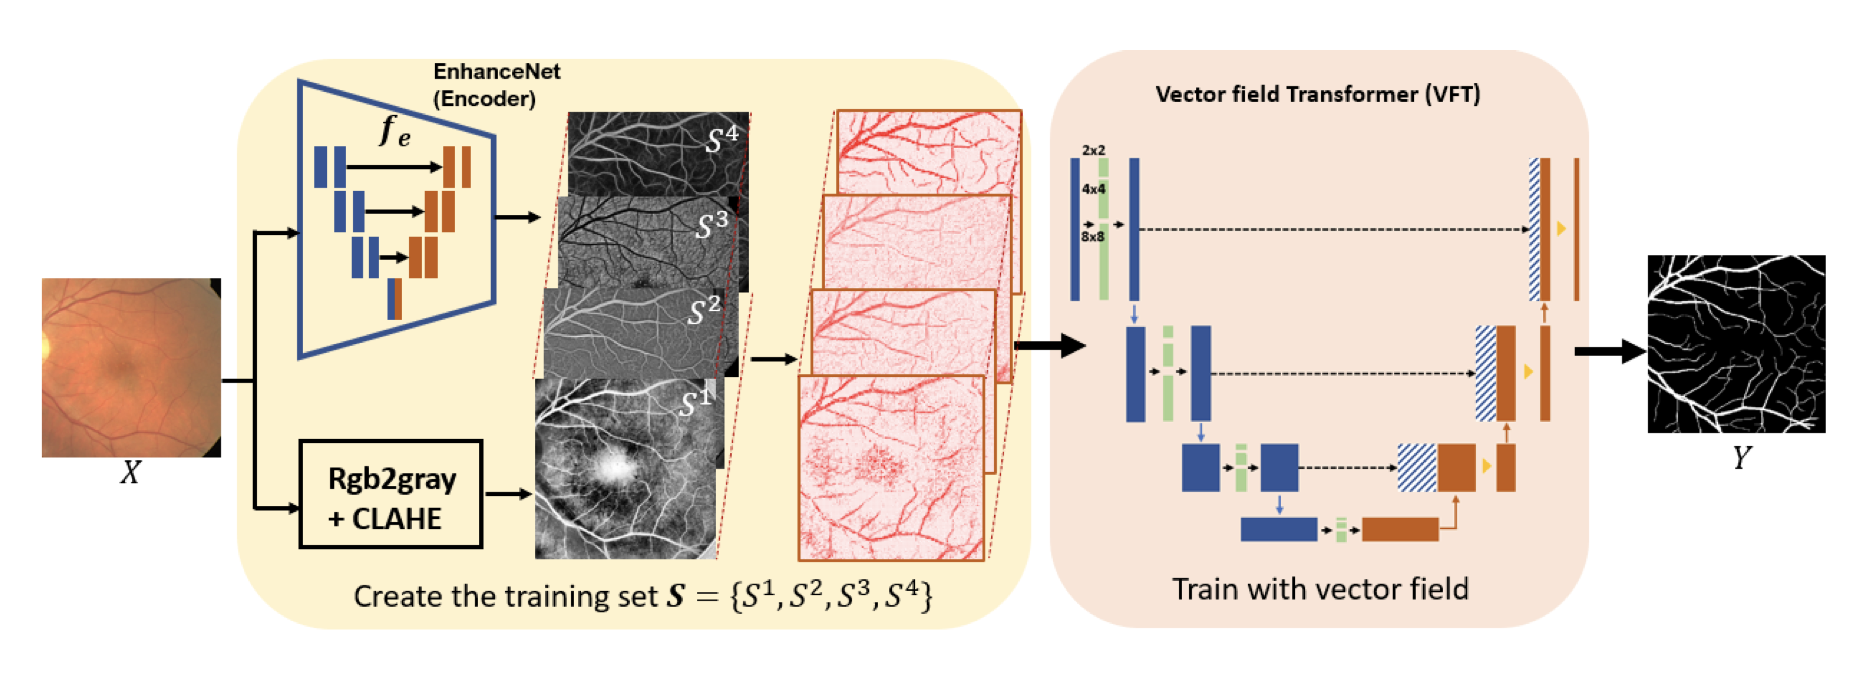 EnhanceNet
(Encoder)
f_e
S^4
S^3
S^2
S^1
X
Rgb2gray
+ CLAHE
Create the training set S = {S^1, S^2, S^3, S^4}
Vector field Transformer (VFT)
2x2
4x4
8x8
Train with vector field
Y